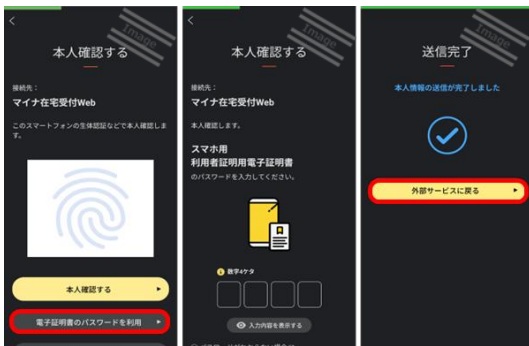 Image
本人確認する
接続先：
マイナ在宅受付Web
このスマートフォンの生体認証などで本人確認しま
す。
本人確認する
電子証明書のパスワードを利用
Image
本人確認する
接続先：
マイナ在宅受付Web
本人確認します。
スマホ用
利用者証明用電子証明書
のパスワードを入力してください。
数字4ケタ
入力内容を表示する
Image
送信完了
本人情報の送信が完了しました
外部サービスに戻る